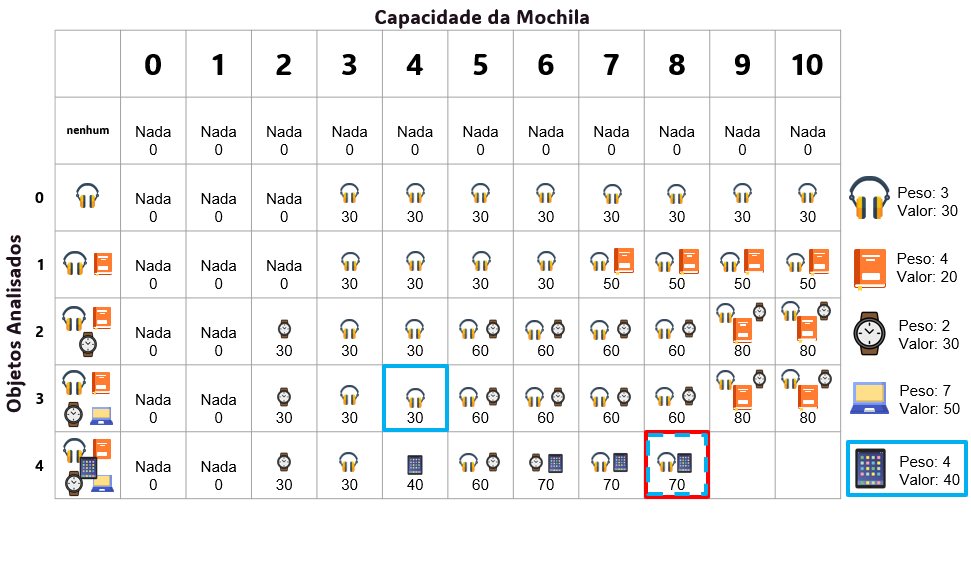 Capacidade da Mochila
0 1 2 3 4 5 6 7 8 9 10
nenhum Nada Nada Nada Nada Nada Nada Nada Nada Nada Nada Nada
0 0 0 0 0 0 0 0 0 0 0
Objetos Analisados
0 Nada Nada Nada
0 0 0 30 30 30 30 30 30 30 30
Peso: 3
Valor: 30
1 Nada Nada Nada
0 0 0 30 30 30 30 50 50 50 50
Peso: 4
Valor: 20
2 Nada Nada
0 0 30 30 30 60 60 60 60 80 80
Peso: 2
Valor: 30
3 Nada Nada
0 0 30 30 30 60 60 60 60 80 80
Peso: 7
Valor: 50
4 Nada Nada
0 0 30 30 40 60 70 70 70
Peso: 4
Valor: 40